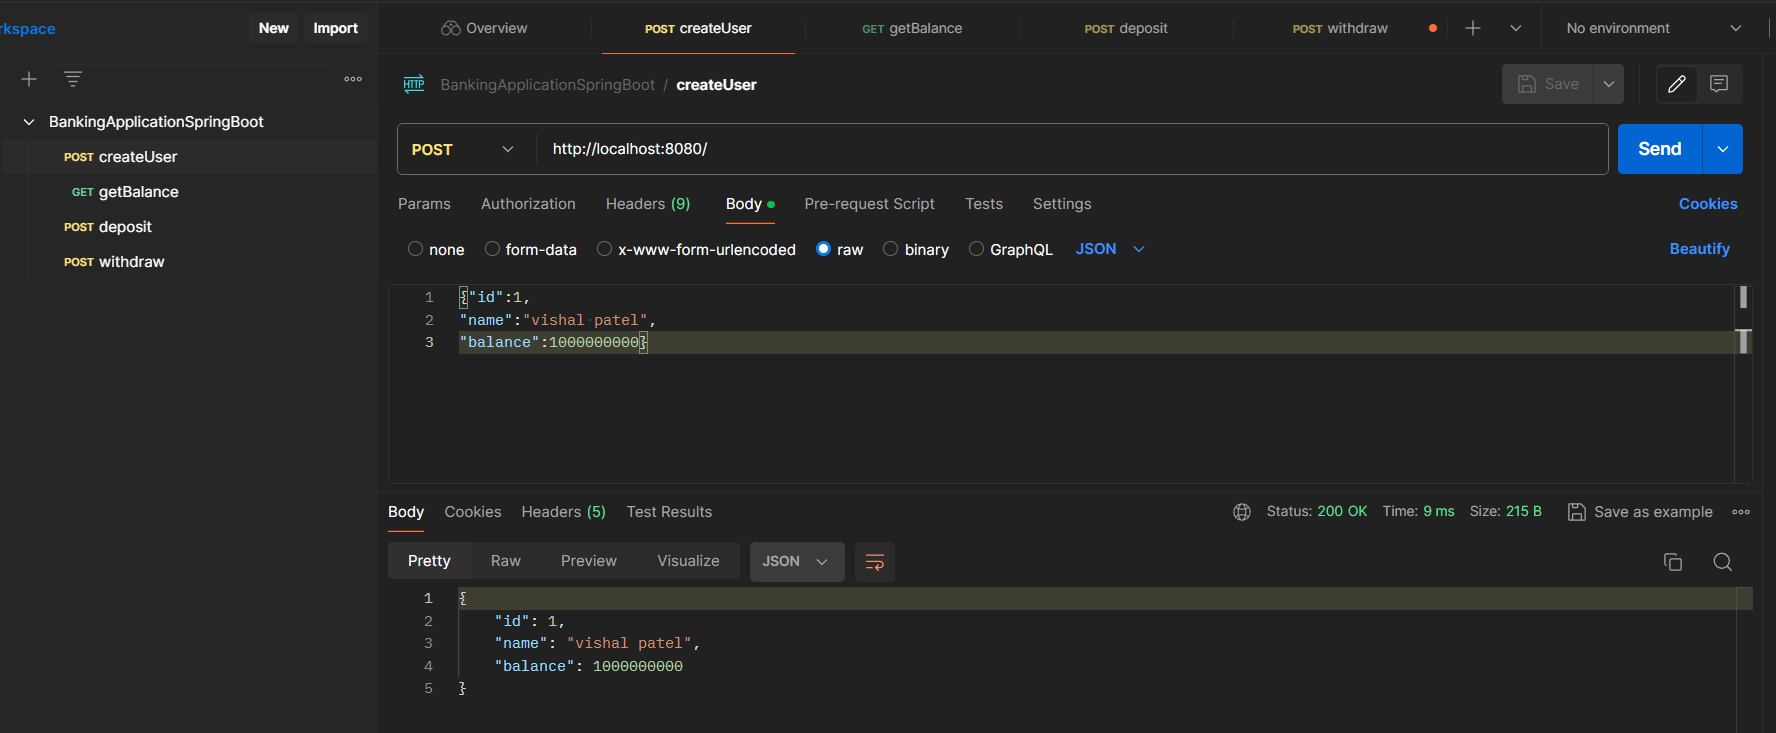 rkspace
New
Import
Overview
POST createUser
GET getBalance
POST deposit
POST withdraw
No environment
BankingApplicationSpringBoot
POST createUser
GET getBalance
POST deposit
POST withdraw
HTTP BankingApplicationSpringBoot / createUser
Save
POST http://localhost:8080/
Send
Params Authorization Headers (9) Body Pre-request Script Tests Settings
Cookies
none form-data x-www-form-urlencoded raw binary GraphQL JSON
Beautify
1 {"id":1,
2 "name":"vishal patel",
3 "balance":1000000000}
Body Cookies Headers (5) Test Results
Status: 200 OK Time: 9 ms Size: 215 B Save as example
Pretty Raw Preview Visualize JSON
1 {
2 "id": 1,
3 "name": "vishal patel",
4 "balance": 1000000000
5 }